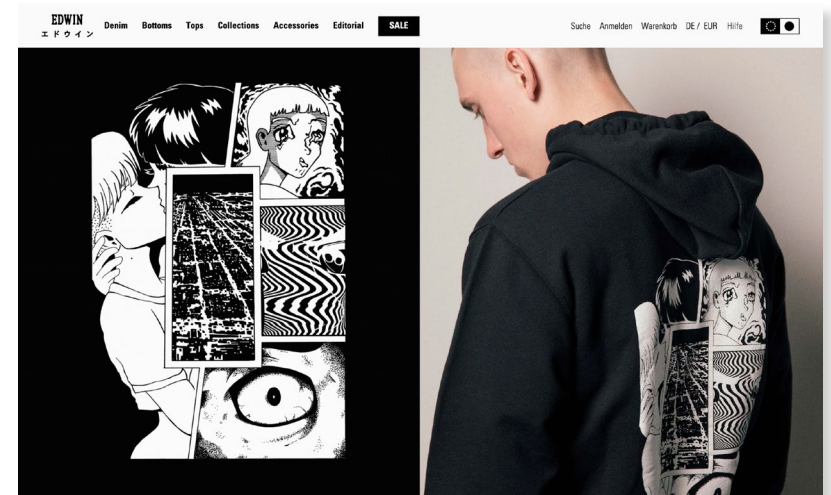 EDWIN
エドウイン
Denim Bottoms Tops Collections Accessories Editorial SALE
Suche Anmelden Warenkorb DE / EUR Hilfe